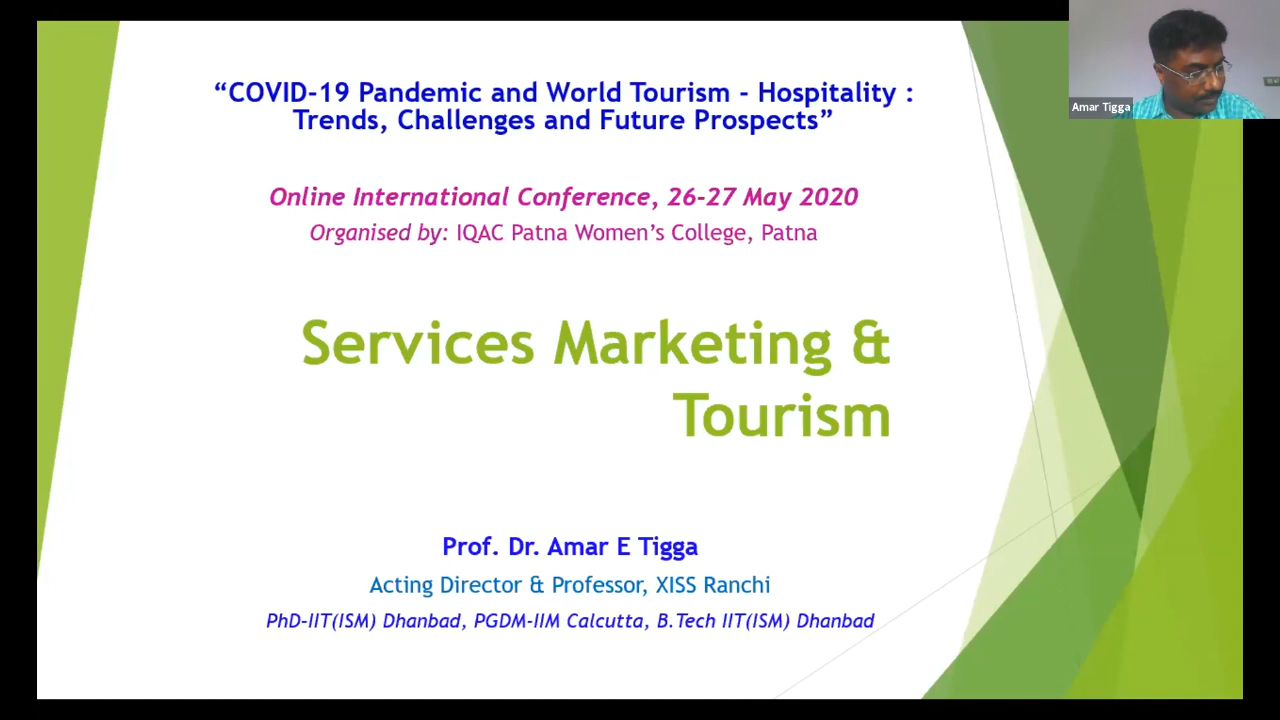 “COVID-19 Pandemic and World Tourism - Hospitality :
Trends, Challenges and Future Prospects”
Online International Conference, 26-27 May 2020
Organised by: IQAC Patna Women’s College, Patna
Services Marketing &
Tourism
Prof. Dr. Amar E Tigga
Acting Director & Professor, XISS Ranchi
PhD-IIT(ISM) Dhanbad, PGDM-IIM Calcutta, B.Tech IIT(ISM) Dhanbad
Amar Tigga